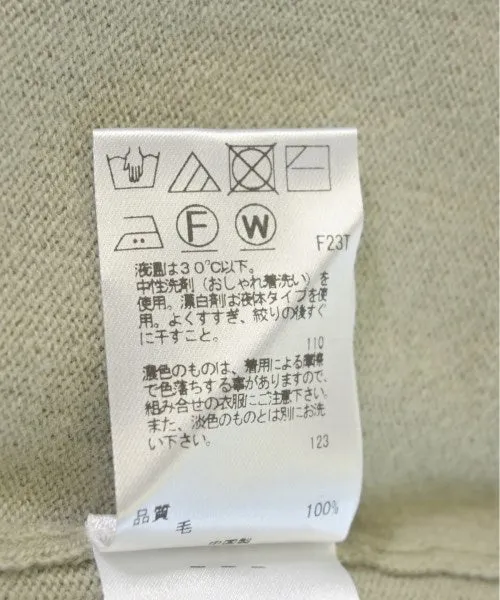 F W
F23T
液温は30℃以下。
中性洗剤（おしゃれ着洗い）を
使用。漂白剤は液体タイプを使
用。よくすすぎ、絞りの後すぐ
に干すこと。
110
濃色のものは、着用による摩擦
で色落ちする事がありますので、
組み合せの衣服にご注意下さい。
また、淡色のものとは別にお洗
い下さい。
123
品質
毛 100%
中国製